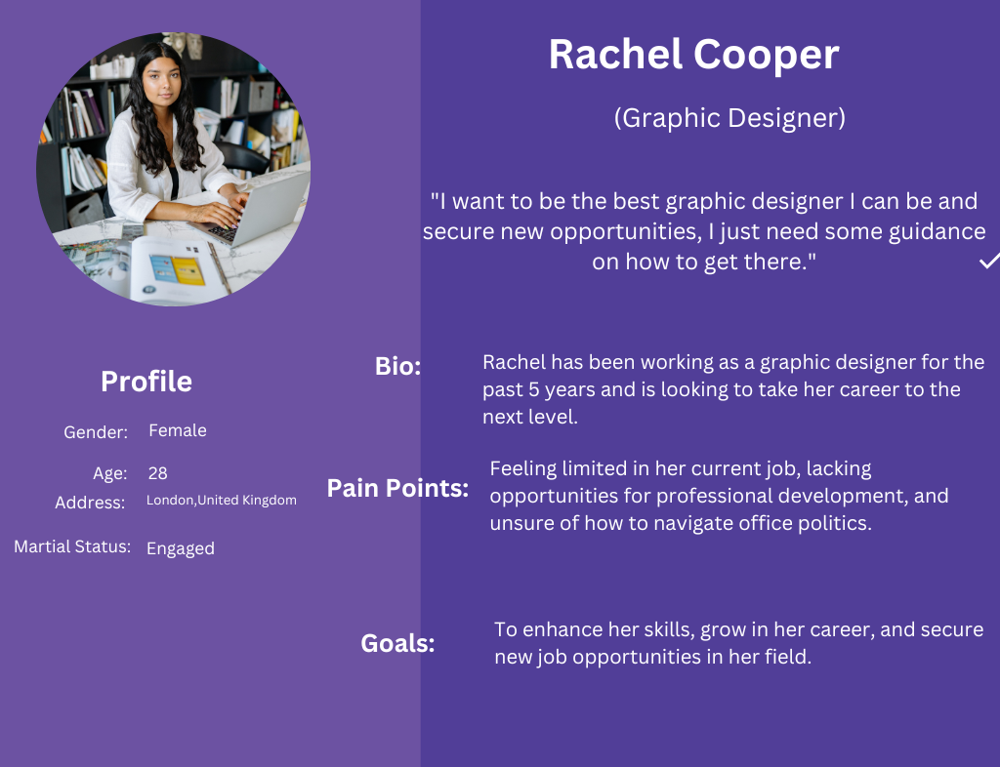 Rachel Cooper
(Graphic Designer)
"I want to be the best graphic designer I can be and
secure new opportunities, I just need some guidance
on how to get there."
Profile
Gender: Female
Age: 28
Address: London,United Kingdom
Martial Status: Engaged
Bio:
Rachel has been working as a graphic designer for the
past 5 years and is looking to take her career to the
next level.
Pain Points:
Feeling limited in her current job, lacking
opportunities for professional development, and
unsure of how to navigate office politics.
Goals:
To enhance her skills, grow in her career, and secure
new job opportunities in her field.